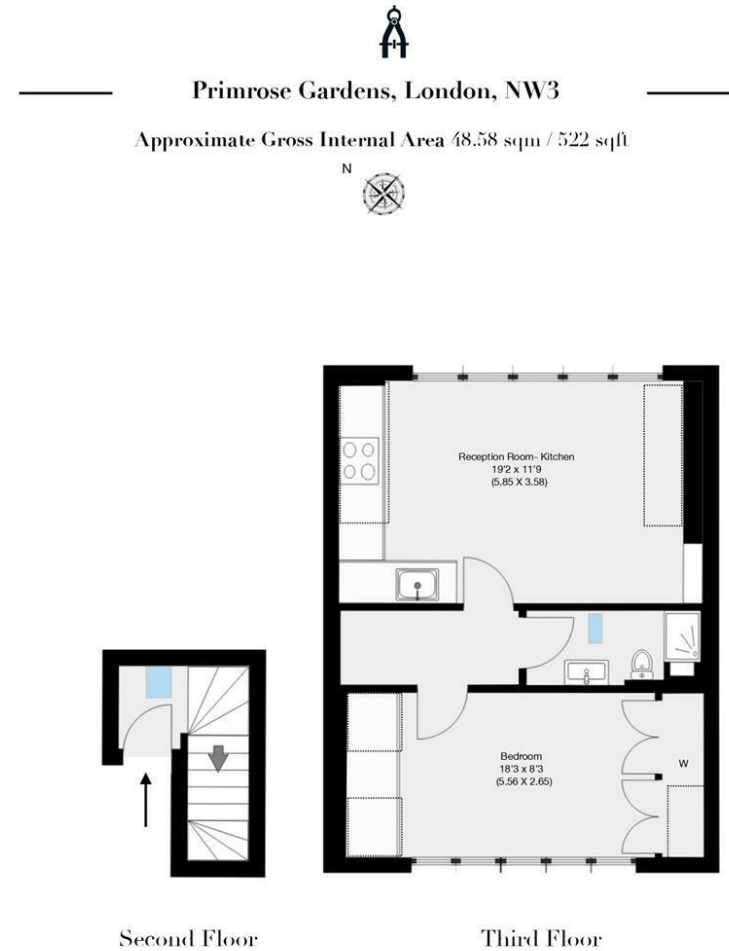 Primrose Gardens, London, NW3
Approximate Gross Internal Area 48.58 sqm / 522 sqft
N
Reception Room- Kitchen
19'2 x 11'9
(5.85 X 3.58)
Bedroom
18'3 x 8'3
(5.56 X 2.65)
W
Second Floor
Third Floor